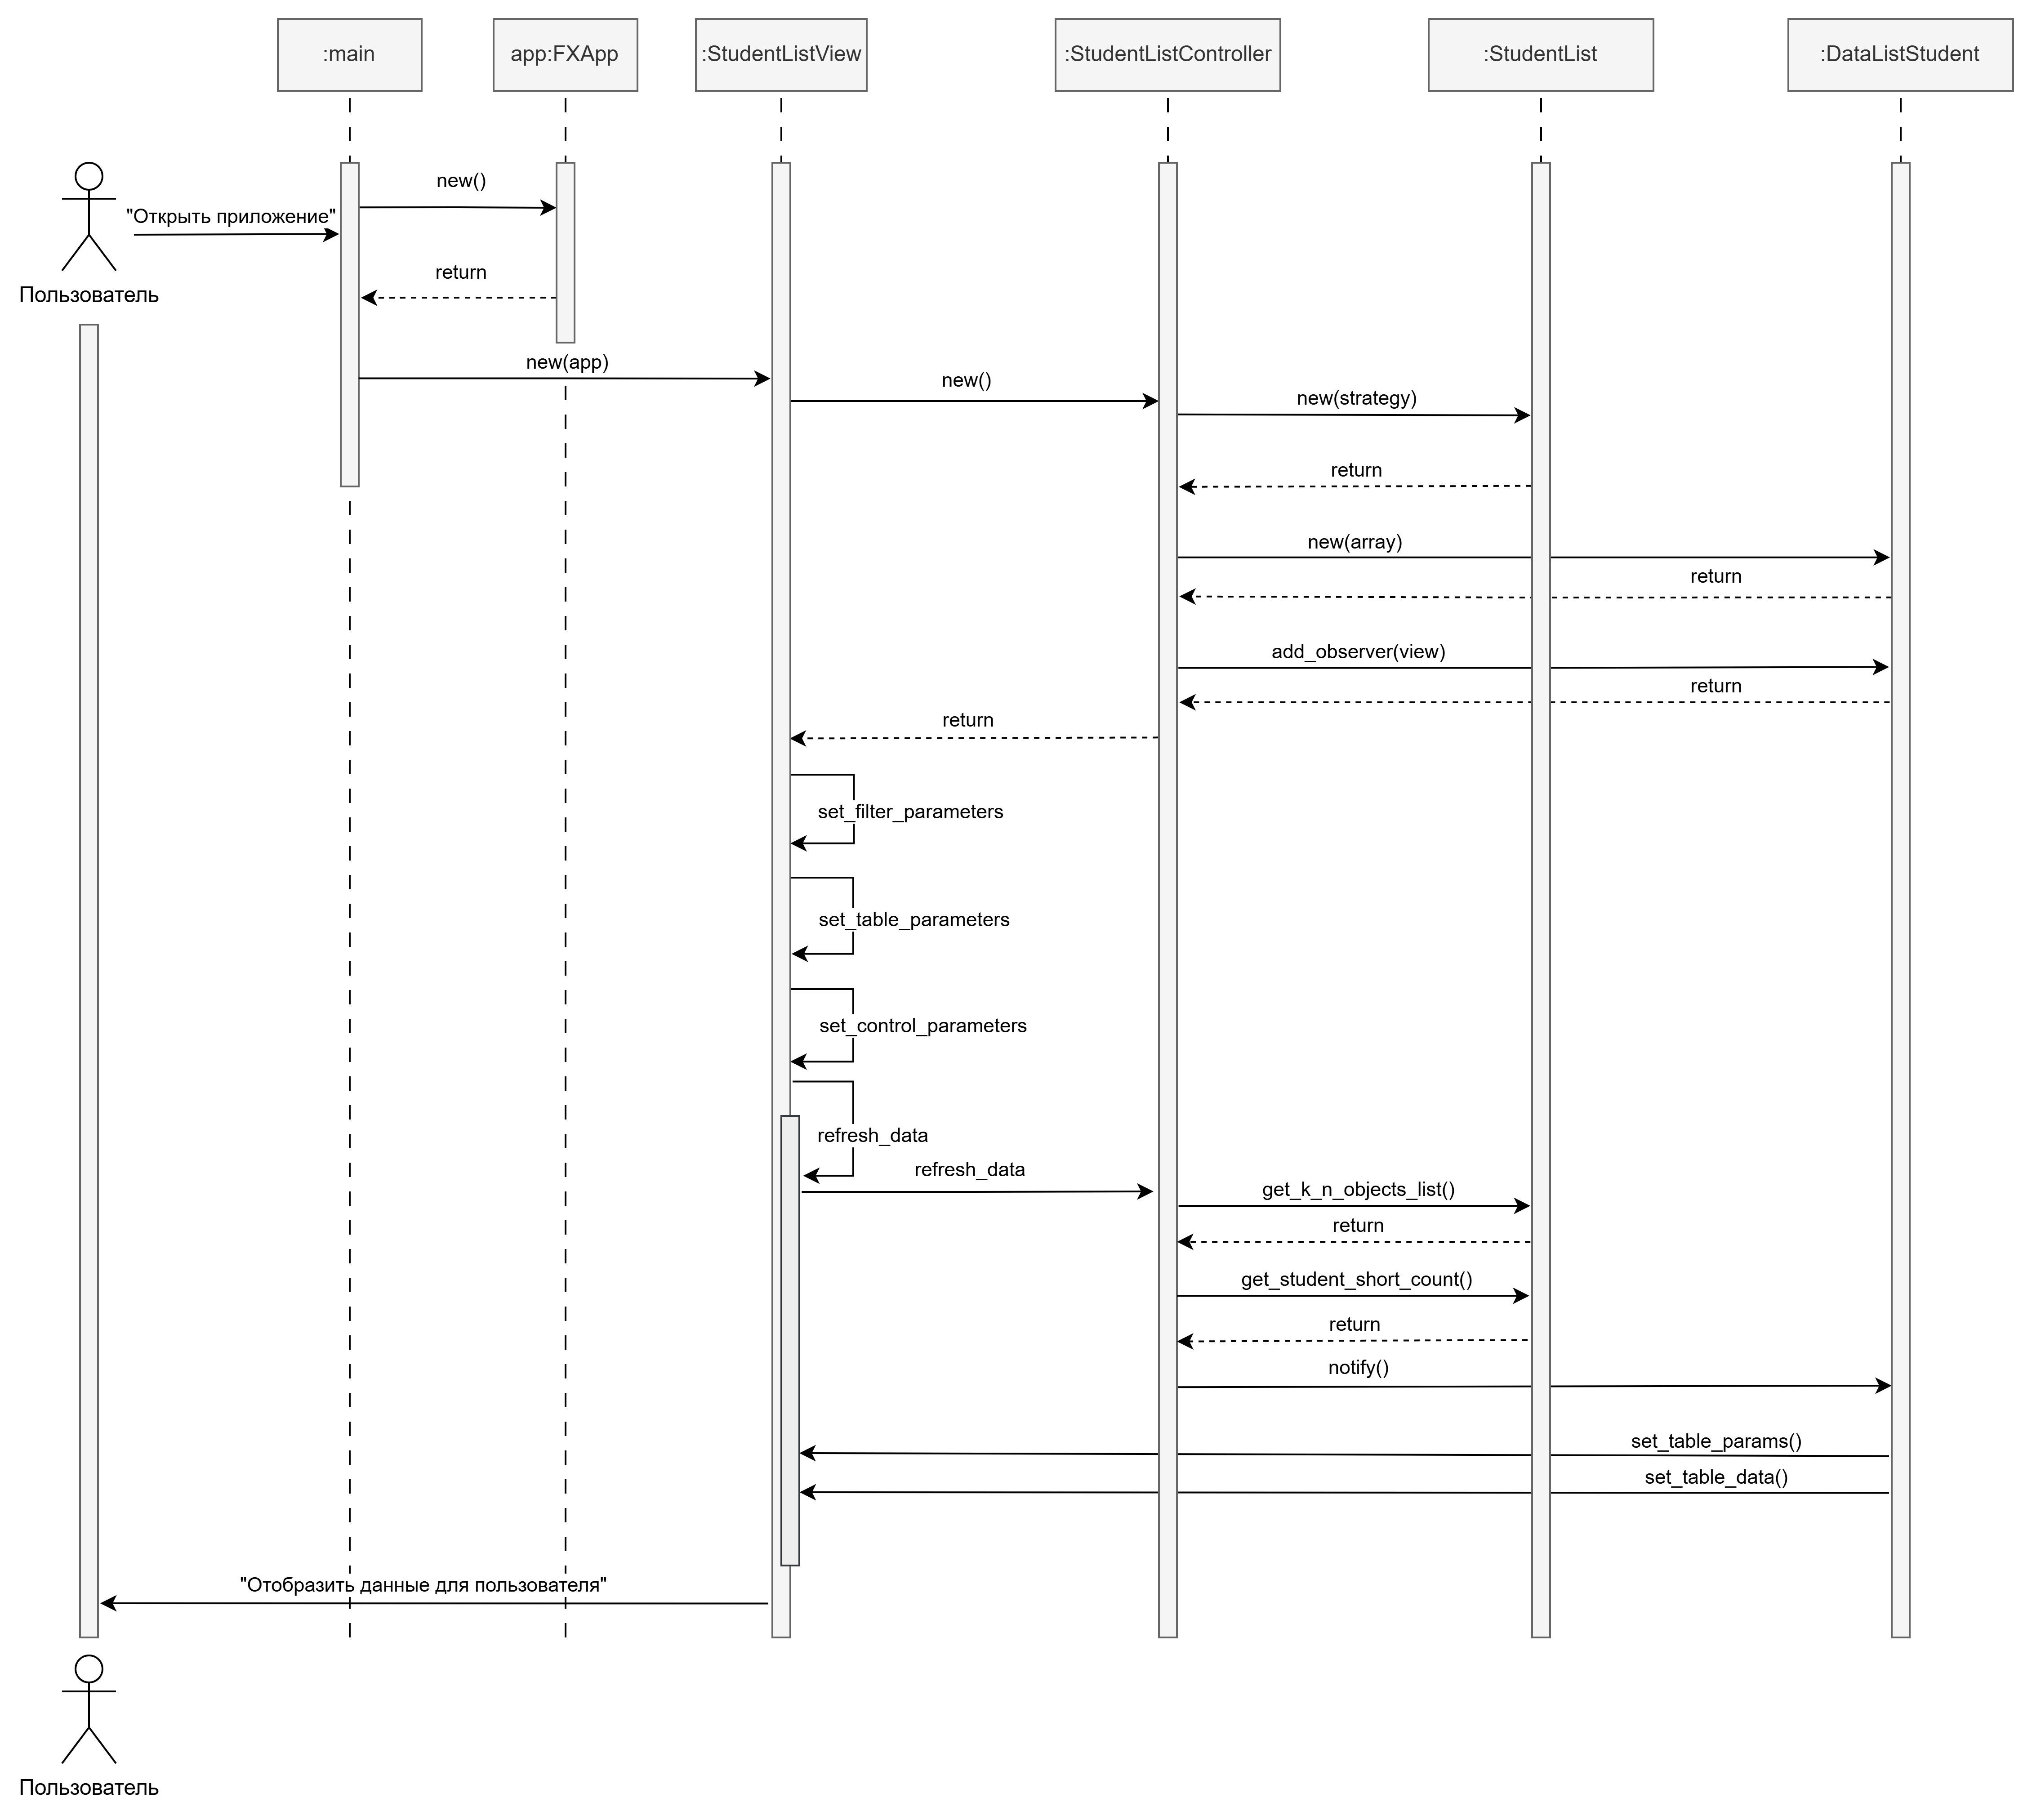 :main
app:FXApp
:StudentListView
:StudentListController
:StudentList
:DataListStudent
new()
"Открыть приложение"
return
Пользователь
new(app)
new()
new(strategy)
return
new(array)
return
add_observer(view)
return
return
set_filter_parameters
set_table_parameters
set_control_parameters
refresh_data
refresh_data
get_k_n_objects_list()
return
get_student_short_count()
return
notify()
set_table_params()
set_table_data()
"Отобразить данные для пользователя"
Пользователь